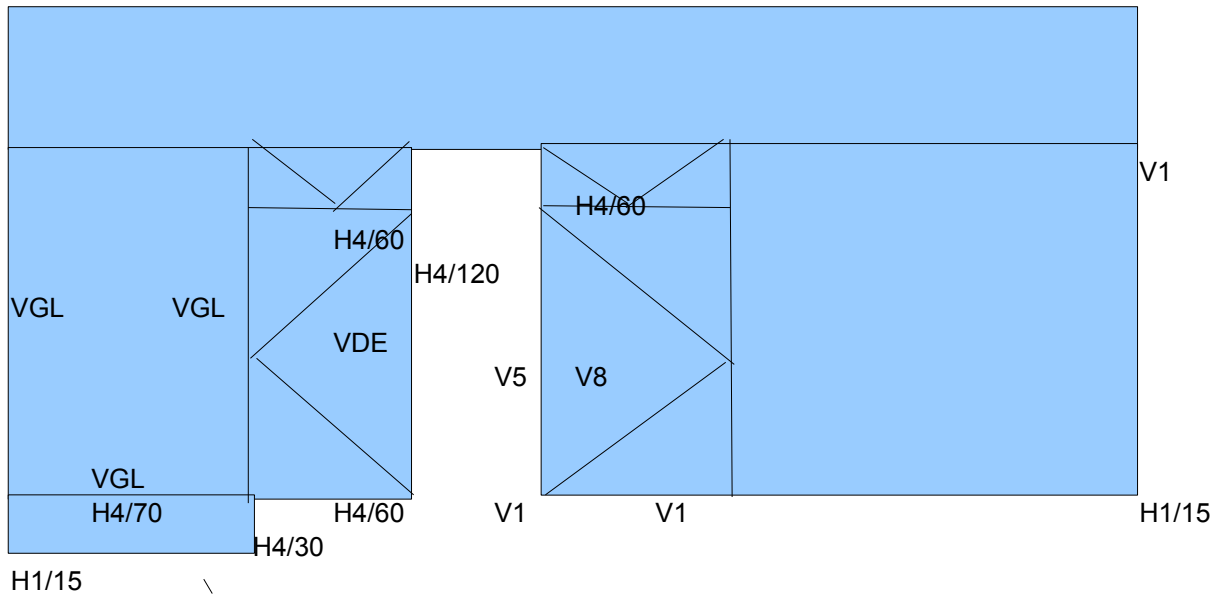 V1
H4/60
H4/60
H4/120
VGL VGL
VDE
V5 V8
VGL
H4/70 H4/60 V1 V1 H1/15
H4/30
H1/15